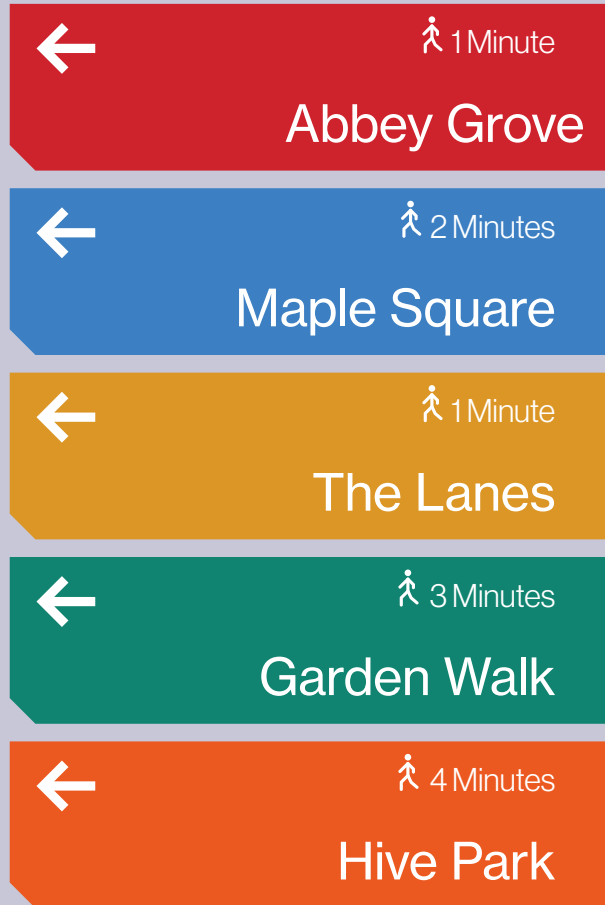 1 Minute
Abbey Grove
2 Minutes
Maple Square
1 Minute
The Lanes
3 Minutes
Garden Walk
4 Minutes
Hive Park